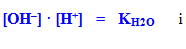 [OH⁻] · [H⁺] = K_H2O i